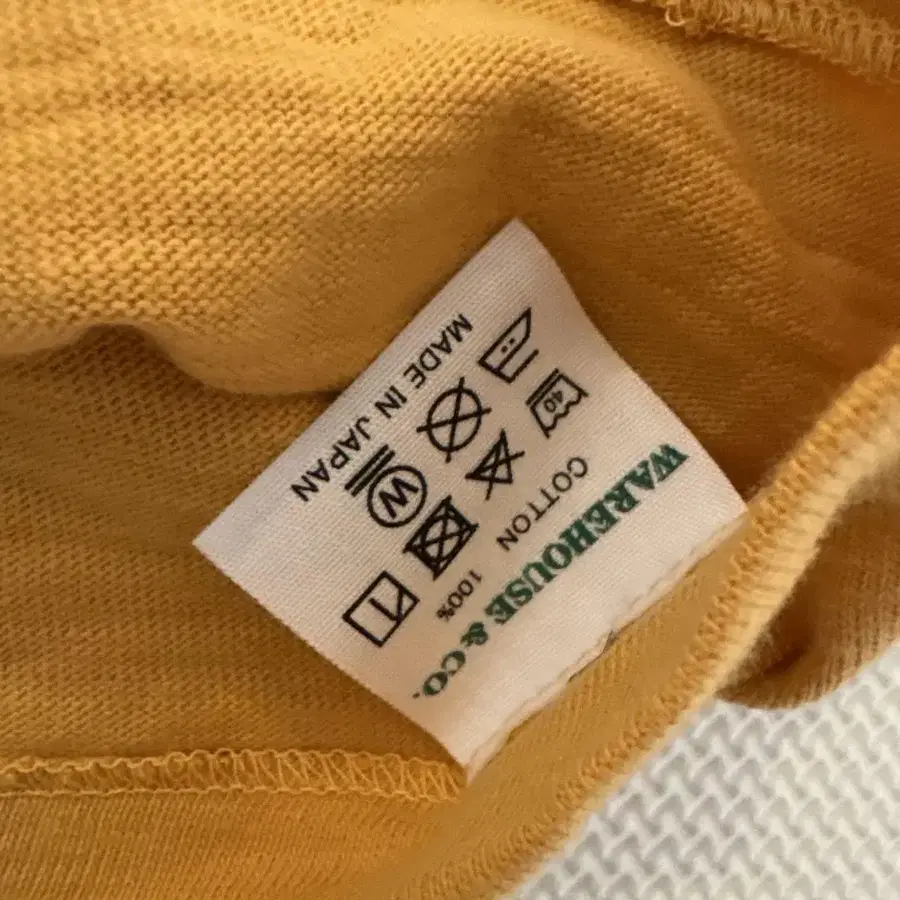 WAREHOUSE & CO.
COTTON 100%
40
W
MADE IN JAPAN